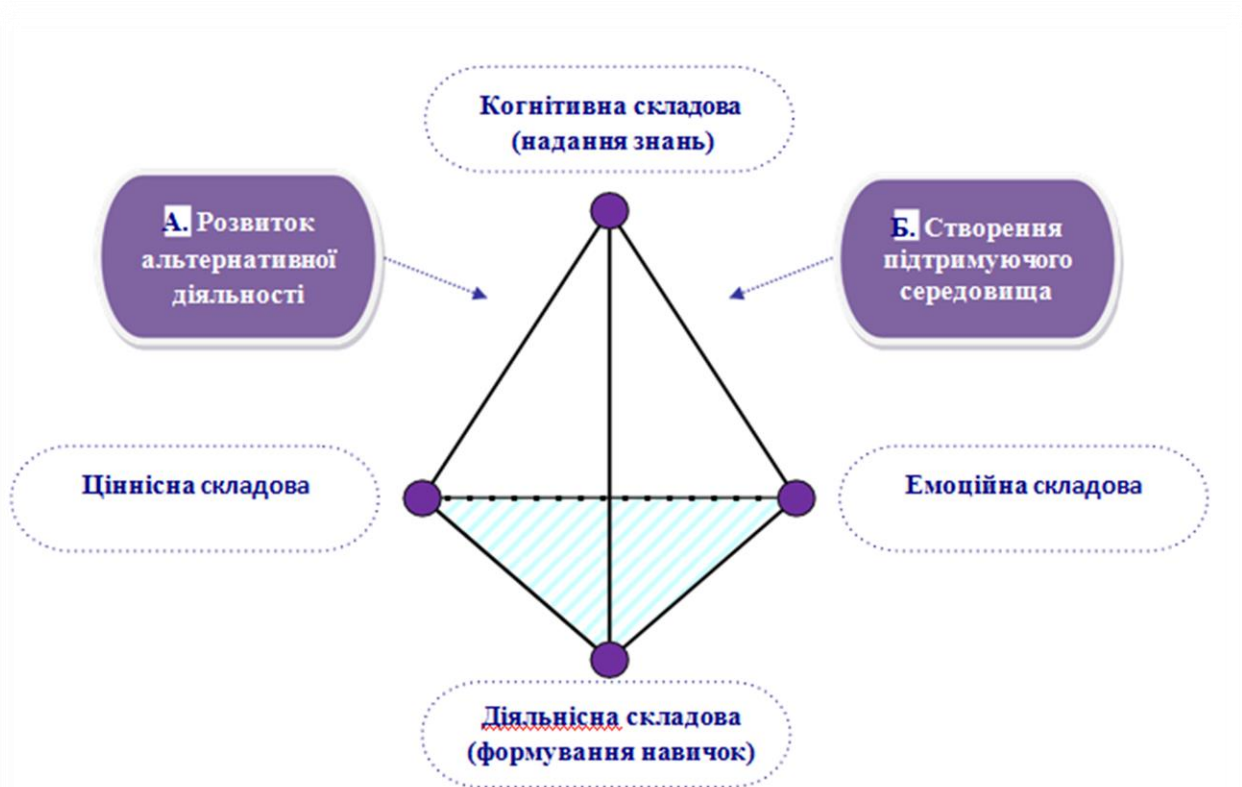 Когнітивна складова
(надання знань)
А. Розвиток
альтернативної
діяльності
Б. Створення
підтримуючого
середовища
Ціннісна складова
Емоційна складова
Діяльнісна складова
(формування навичок)